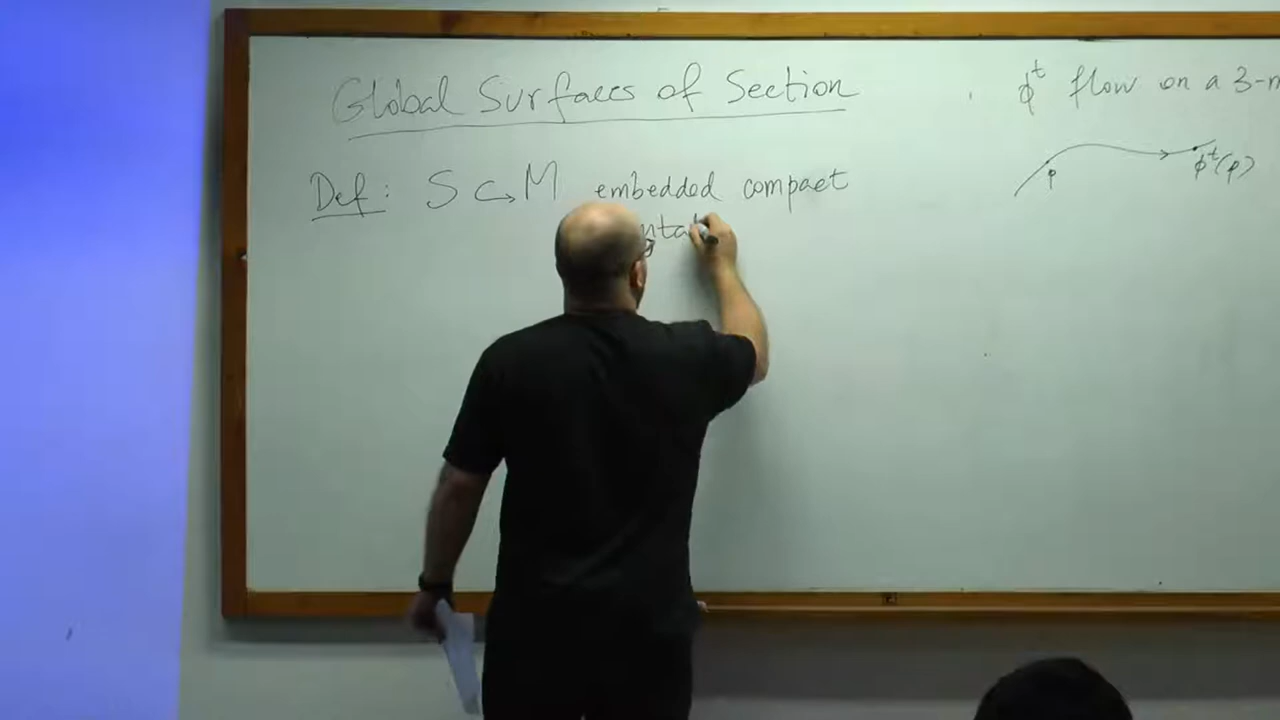 Global Surfaces of Section
Def: S ↪ M embedded compact
φᵗ flow on a 3-m
p
φᵗ(p)